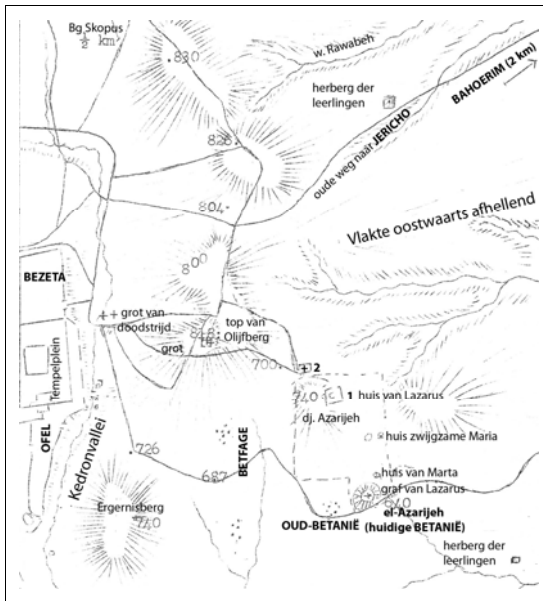 Bg Skopus
½ km
830
w. Rawabeh
herberg der
leerlingen
BAHOERIM (2 km)
oude weg naar JERICHO
828
804
Vlakte oostwaarts afhellend
800
BEZETA
grot van
doodstrijd
top van
Olijfberg
818
grot
700
2
Tempelplein
740
1 huis van Lazarus
dj. Azarijeh
OFEL
Kedronvallei
BETFAGE
huis zwijgzame Maria
726
687
huis van Marta
graf van Lazarus
640
Ergernisberg
740
el-Azarijeh
OUD-BETANIË (huidige BETANIË)
herberg der
leerlingen